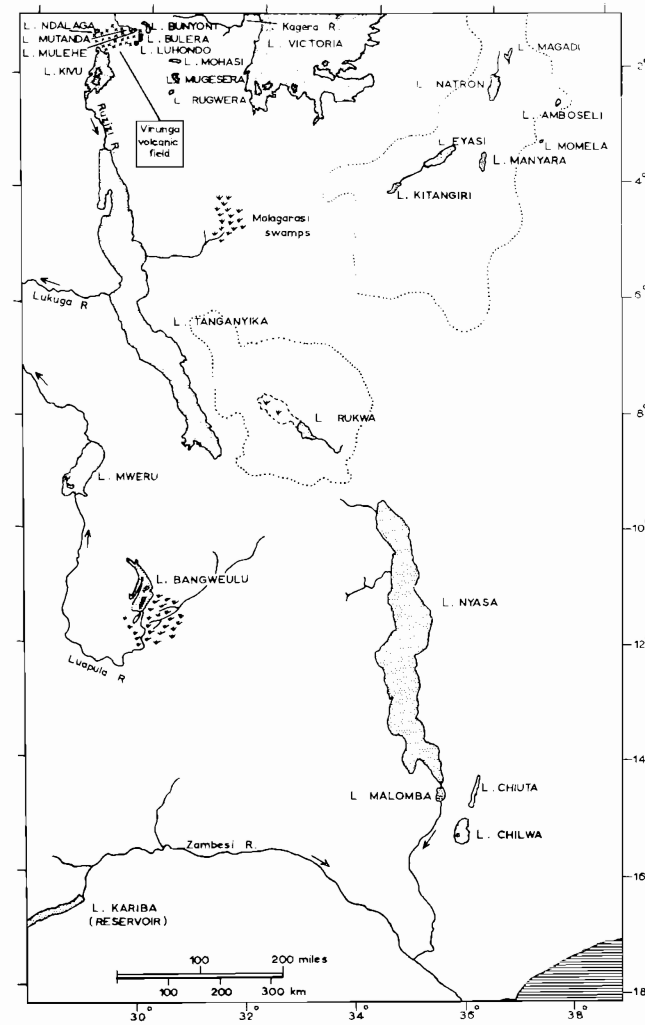 L. NDALAGA
L. BUNYONT
Kagera R.
L. MUTANDA
L. BULERA
L. VICTORIA
L. MULEHE
L. LUHONDO
L. MAGADI
L. MOHASI
2°
L. KIVU
L. MUGESERA
L. NATRON
L. RUGWERA
L. AMBOSELI
Ruzizi R.
Virunga
volcanic
field
L. EYASI
L. MOMELA
L. MANYARA
4°
L. KITANGIRI
Malagarasi
swamps
Lukuga R
6°
L. TANGANYIKA
8°
L. RUKWA
L. MWERU
10°
L. BANGWEULU
L. NYASA
12°
Luapula R
14°
L. MALOMBA
L. CHIUTA
L. CHILWA
Zambesi R.
16°
L. KARIBA
(RESERVOIR)
100 200 miles
100 200 300 km
18°
30° 32° 34° 36° 38°